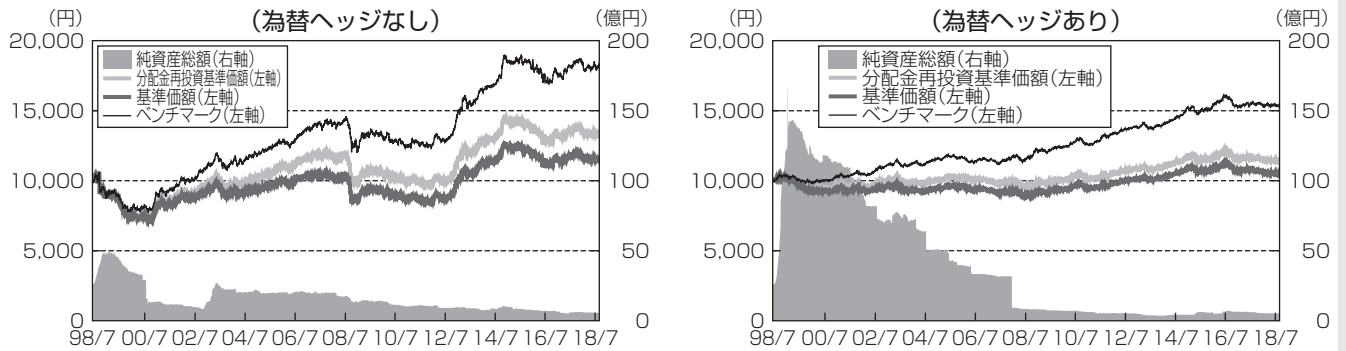 (円) (為替ヘッジなし) (億円)
20,000 200
純資産総額(右軸)
分配金再投資基準価額(左軸)
基準価額(左軸)
ベンチマーク(左軸)
15,000 150
10,000 100
5,000 50
0 0
98/7 00/7 02/7 04/7 06/7 08/7 10/7 12/7 14/7 16/7 18/7
(円) (為替ヘッジあり) (億円)
20,000 200
純資産総額(右軸)
分配金再投資基準価額(左軸)
基準価額(左軸)
ベンチマーク(左軸)
15,000 150
10,000 100
5,000 50
0 0
98/7 00/7 02/7 04/7 06/7 08/7 10/7 12/7 14/7 16/7 18/7